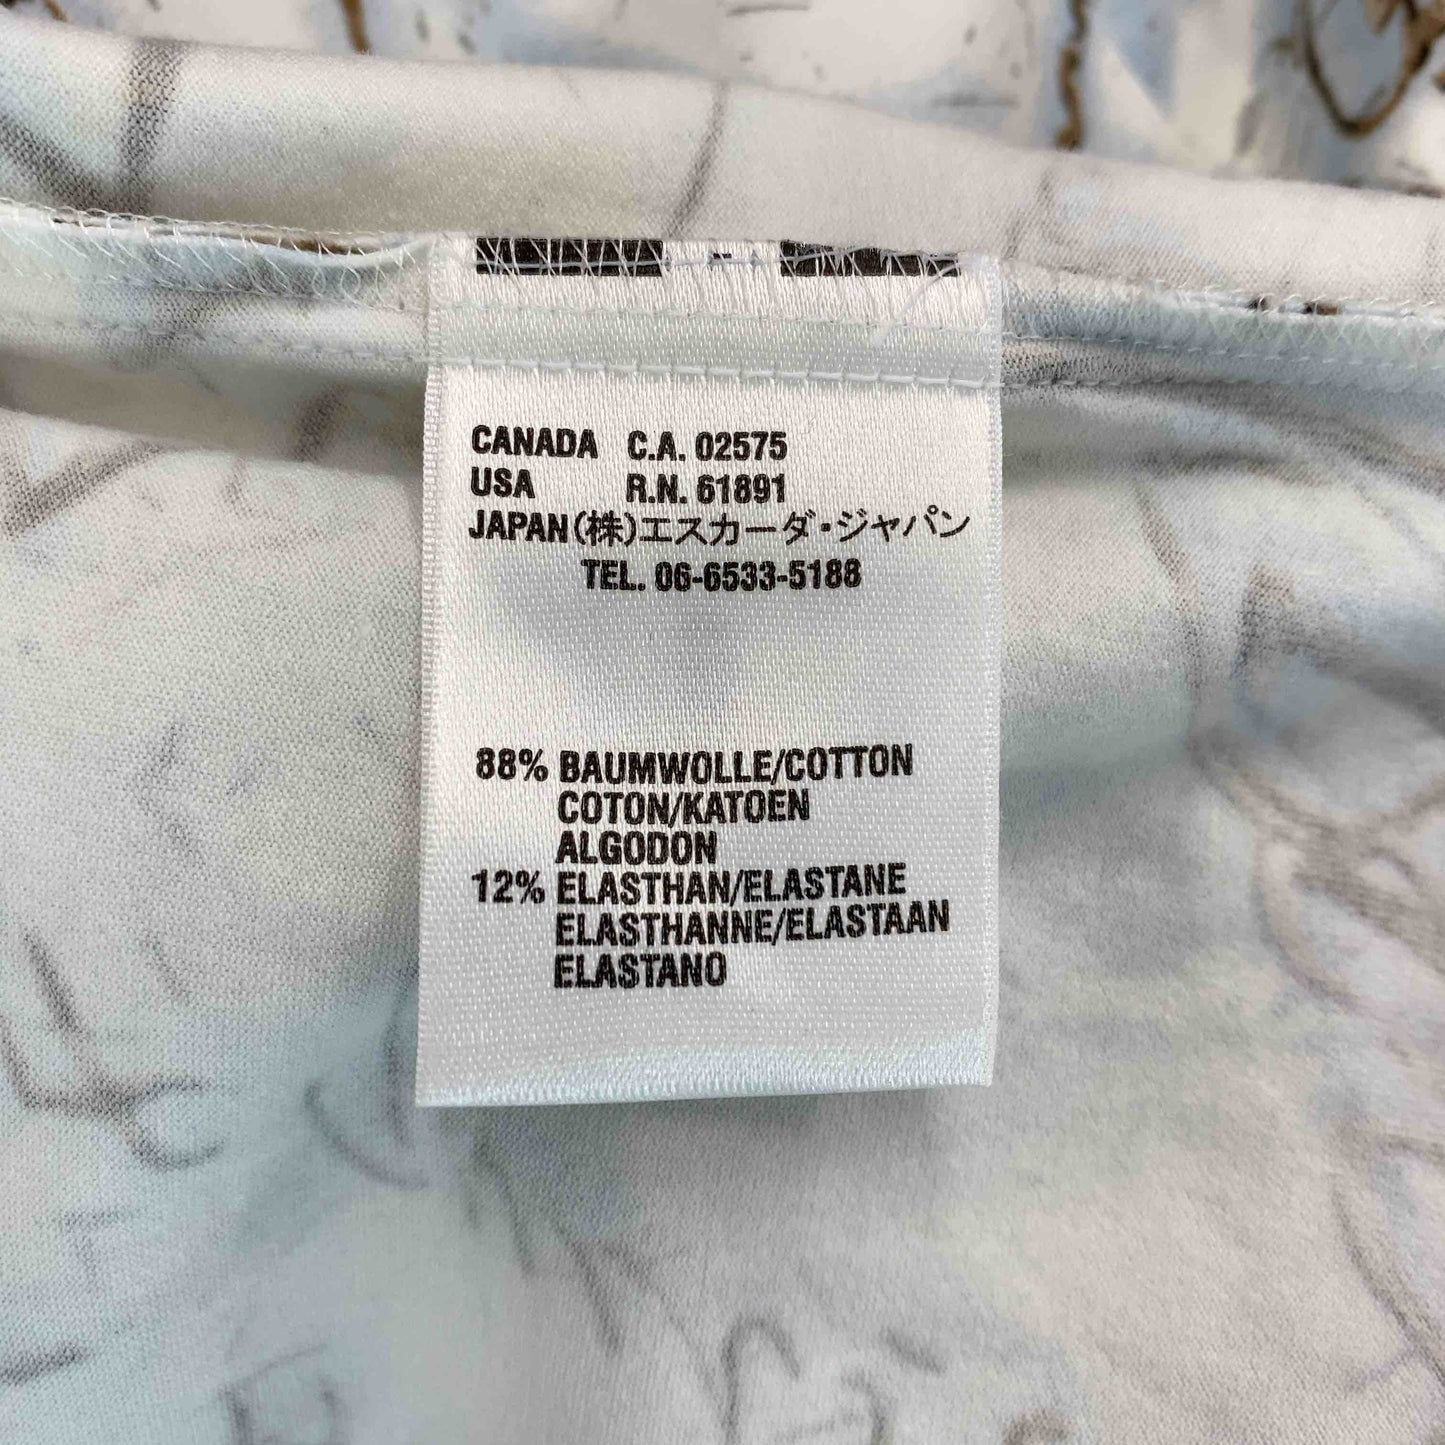 CANADA C.A. 02575
USA R.N. 61891
JAPAN(株)エスカーダ・ジャパン
TEL. 06-6533-5188
88% BAUMWOLLE/COTTON
COTON/KATOEN
ALGODON
12% ELASTHAN/ELASTANE
ELASTHANNE/ELASTAAN
ELASTANO